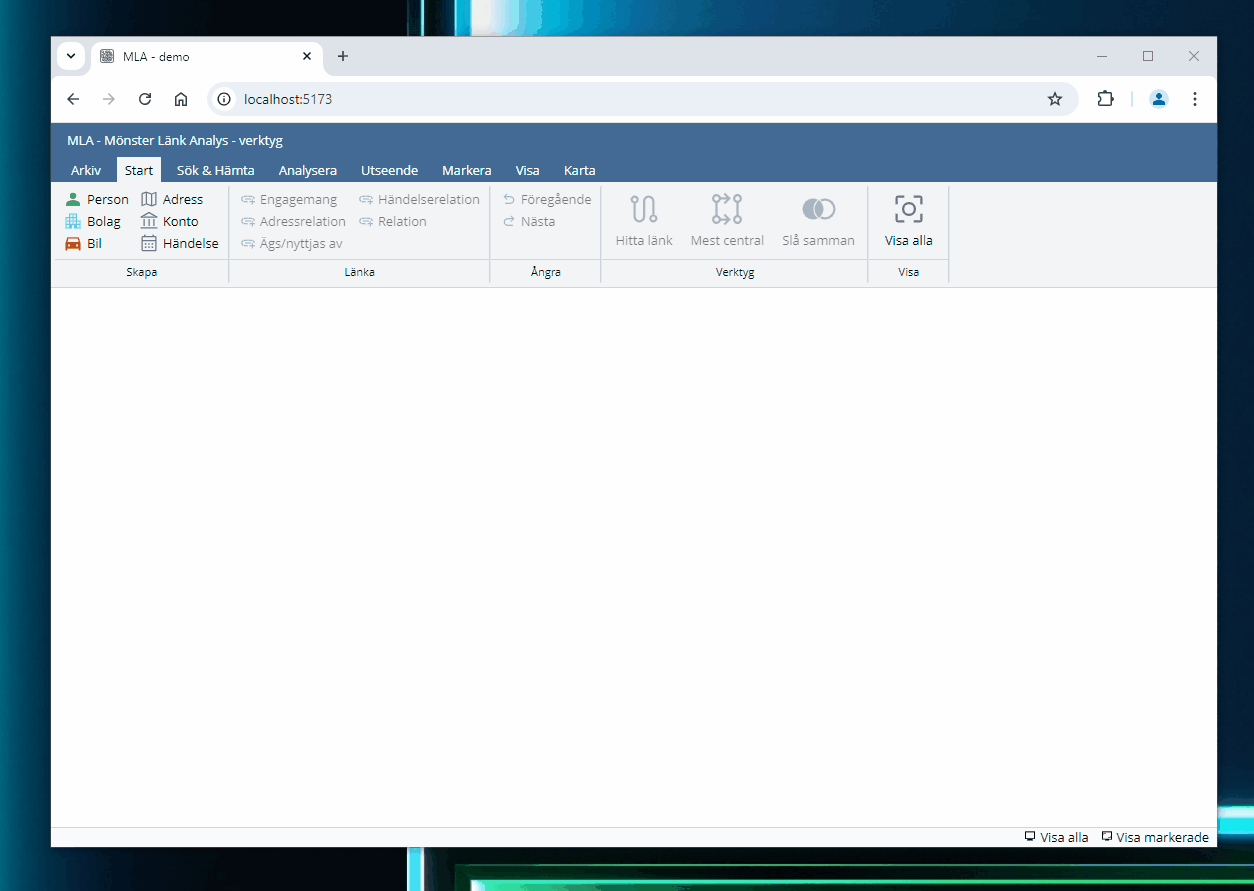 MLA - demo
localhost:5173
MLA - Mönster Länk Analys - verktyg
Arkiv Start Sök & Hämta Analysera Utseende Markera Visa Karta
Person Adress Engagemang Händelserelation Föregående
Bolag Konto Adressrelation Relation Nästa
Bil Händelse Ägs/nyttjas av Hitta länk Mest central Slå samman Visa alla
Skapa Länka Ångra Verktyg Visa
Visa alla Visa markerade